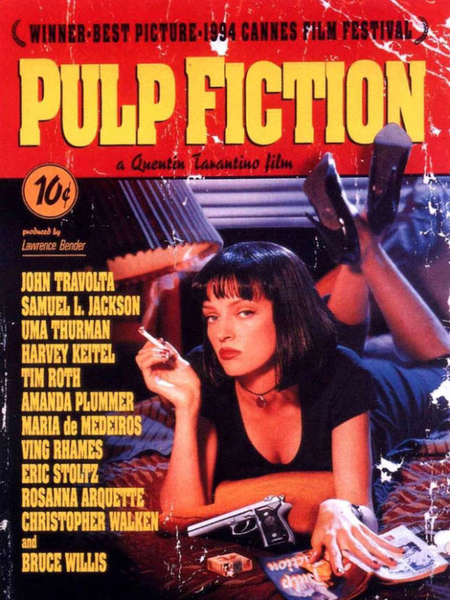 WINNER-BEST PICTURE-1994 CANNES FILM FESTIVAL
PULP FICTION
a Quentin Tarantino film
10¢
produced by
Lawrence Bender
JOHN TRAVOLTA
SAMUEL L. JACKSON
UMA THURMAN
HARVEY KEITEL
TIM ROTH
AMANDA PLUMMER
MARIA de MEDEIROS
VING RHAMES
ERIC STOLTZ
ROSANNA ARQUETTE
CHRISTOPHER WALKEN
and
BRUCE WILLIS
Pulp
Fiction